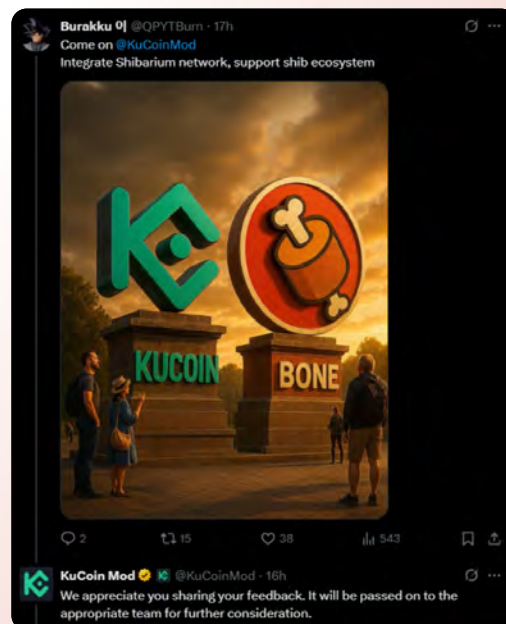 Burakku 이 @QPYTBurn · 17h
Come on @KuCoinMod
Integrate Shibarium network, support shib ecosystem
KUCOIN
BONE
2 15 38 543
KuCoin Mod @KuCoinMod · 16h
We appreciate you sharing your feedback. It will be passed on to the
appropriate team for further consideration.